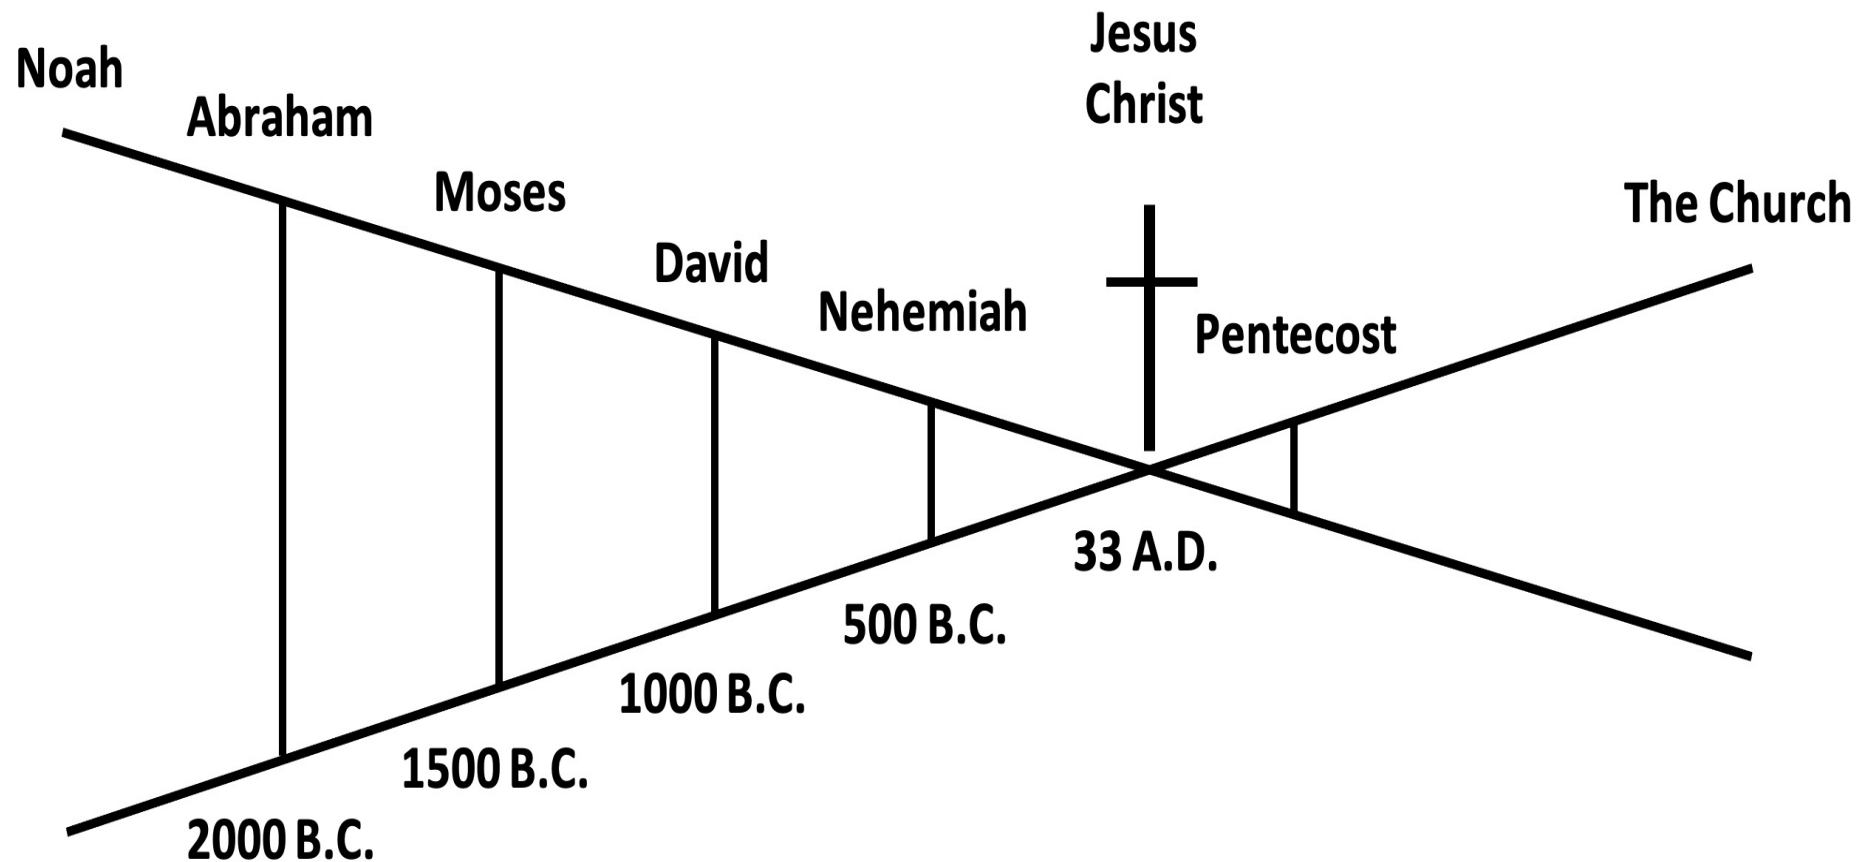 Noah
Abraham
Moses
David
Nehemiah
Jesus
Christ
Pentecost
The Church
2000 B.C.
1500 B.C.
1000 B.C.
500 B.C.
33 A.D.